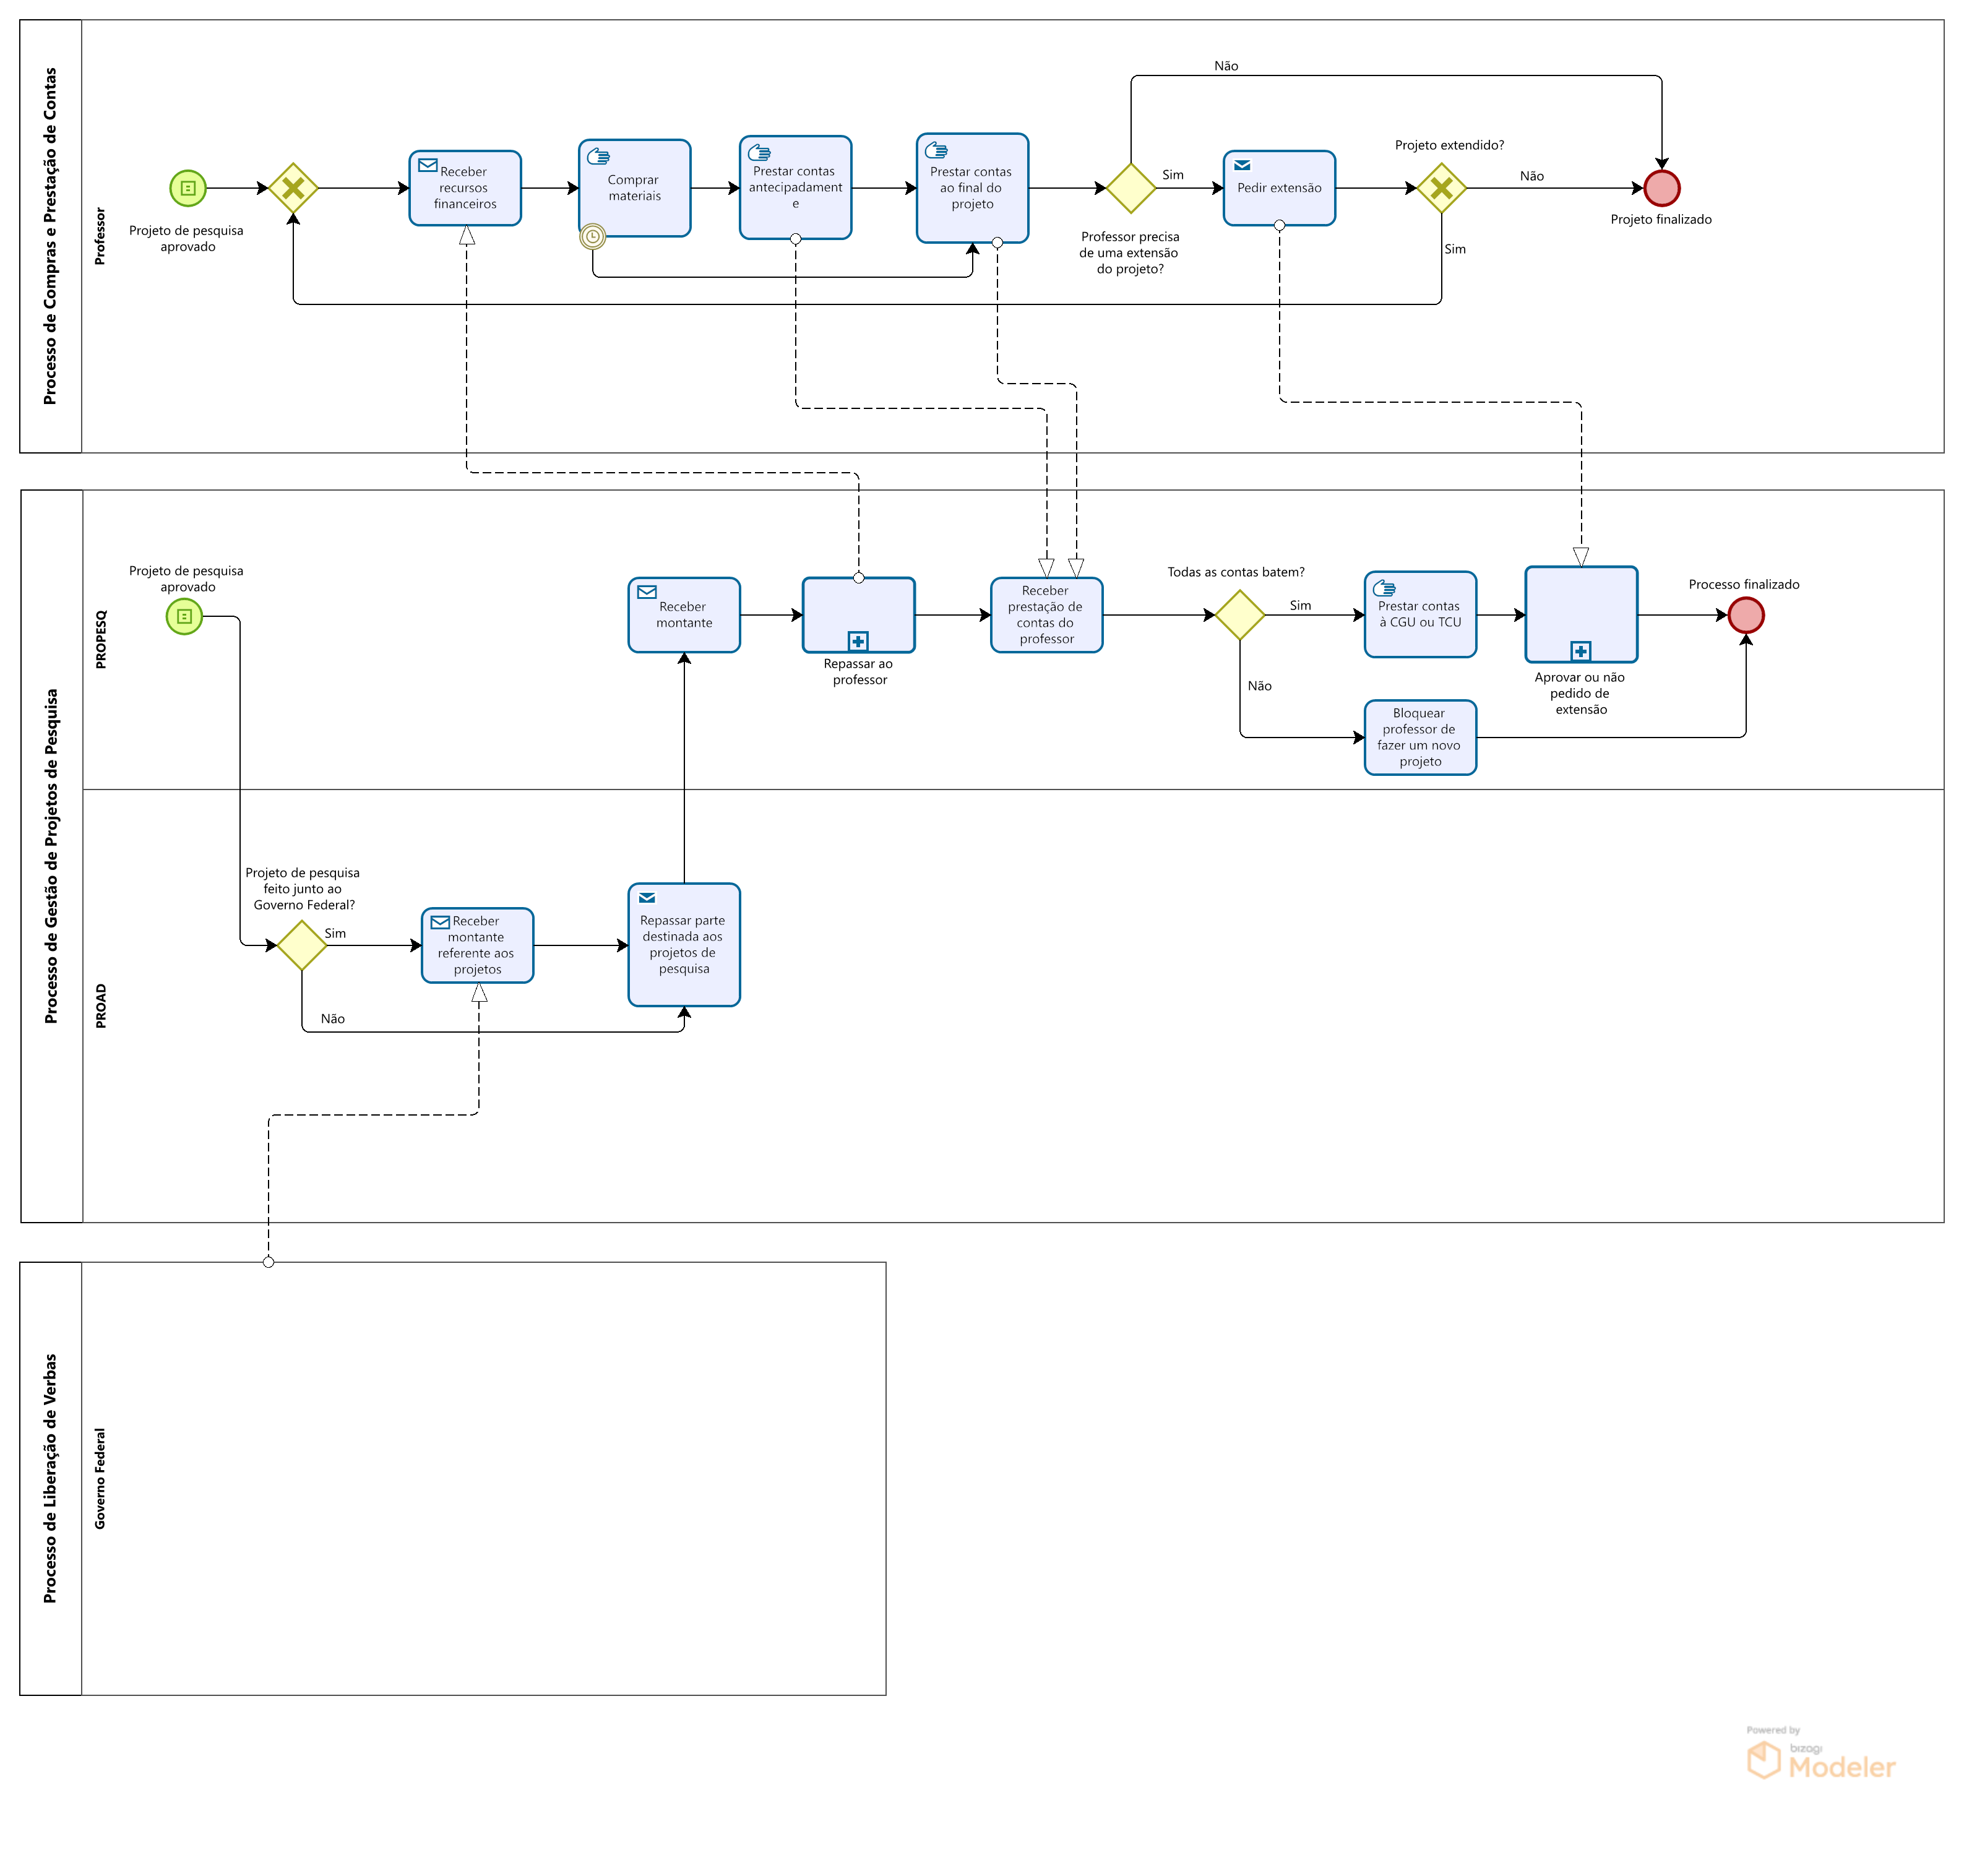 Processo de Compras e Prestação de Contas
Professor
Projeto de pesquisa
aprovado
Receber
recursos
financeiros
Comprar
materiais
Prestar contas
antecipadament
e
Prestar contas
ao final do
projeto
Não
Sim
Professor precisa
de uma extensão
do projeto?
Pedir extensão
Projeto extendido?
Não
Sim
Projeto finalizado
Processo de Gestão de Projetos de Pesquisa
PROPESQ
Projeto de pesquisa
aprovado
Receber
montante
Repassar ao
professor
Receber
prestação de
contas do
professor
Todas as contas batem?
Sim
Não
Prestar contas
à CGU ou TCU
Bloquear
professor de
fazer um novo
projeto
Aprovar ou não
pedido de
extensão
Processo finalizado
PROAD
Projeto de pesquisa
feito junto ao
Governo Federal?
Sim
Não
Receber
montante
referente aos
projetos
Repassar parte
destinada aos
projetos de
pesquisa
Processo de Liberação de Verbas
Governo Federal
Powered by
bizagi
Modeler